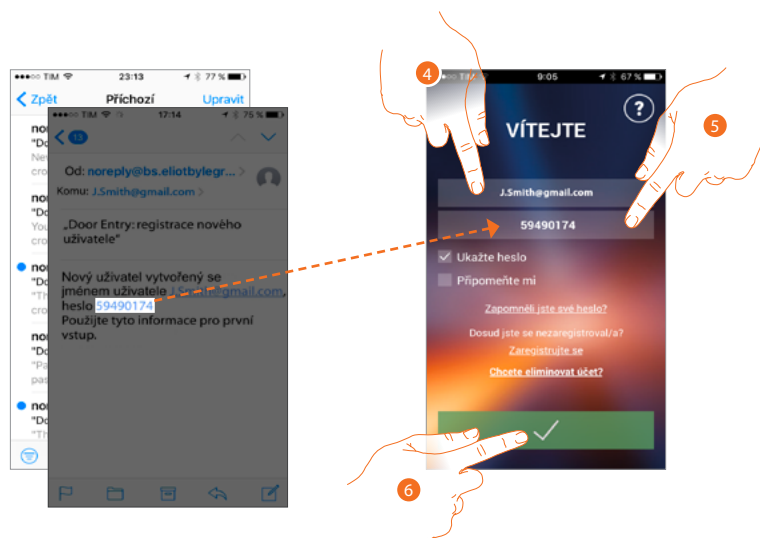 TIM 23:13 77 %
Zpět Příchozí Upravit
TIM 17:14 75 %
13
Od: noreply@bs.eliotbylegr...
Komu: J.Smith@gmail.com
„Door Entry: registrace nového
uživatele"
Nový uživatel vytvořený se
jménem uživatele J.Smith@gmail.com,
heslo 59490174
Použijte tyto informace pro první
vstup.
4
TIM 9:05 67 %
?
VÍTEJTE
5
J.Smith@gmail.com
59490174
Ukažte heslo
Připomeňte mi
Zapomněli jste své heslo?
Dosud jste se nezaregistroval/a?
Zaregistrujte se
Chcete eliminovat účet?
6